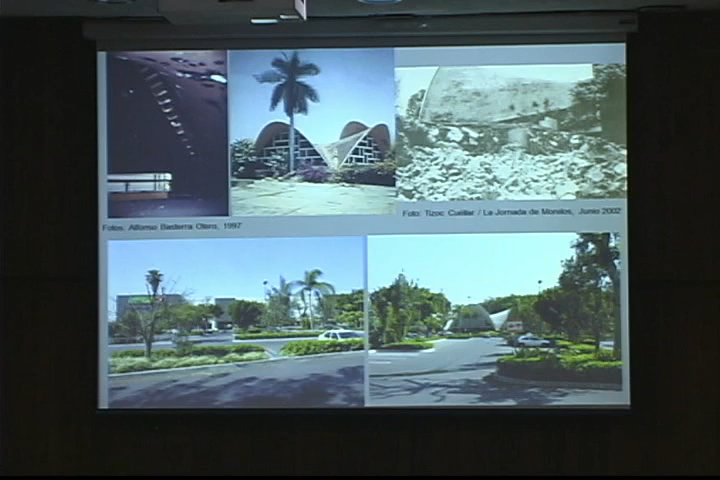 Foto: Tizoc Cuéllar / La Jornada de Morelos, Junio 2002
Fotos: Alfonso Basterra Otero, 1997